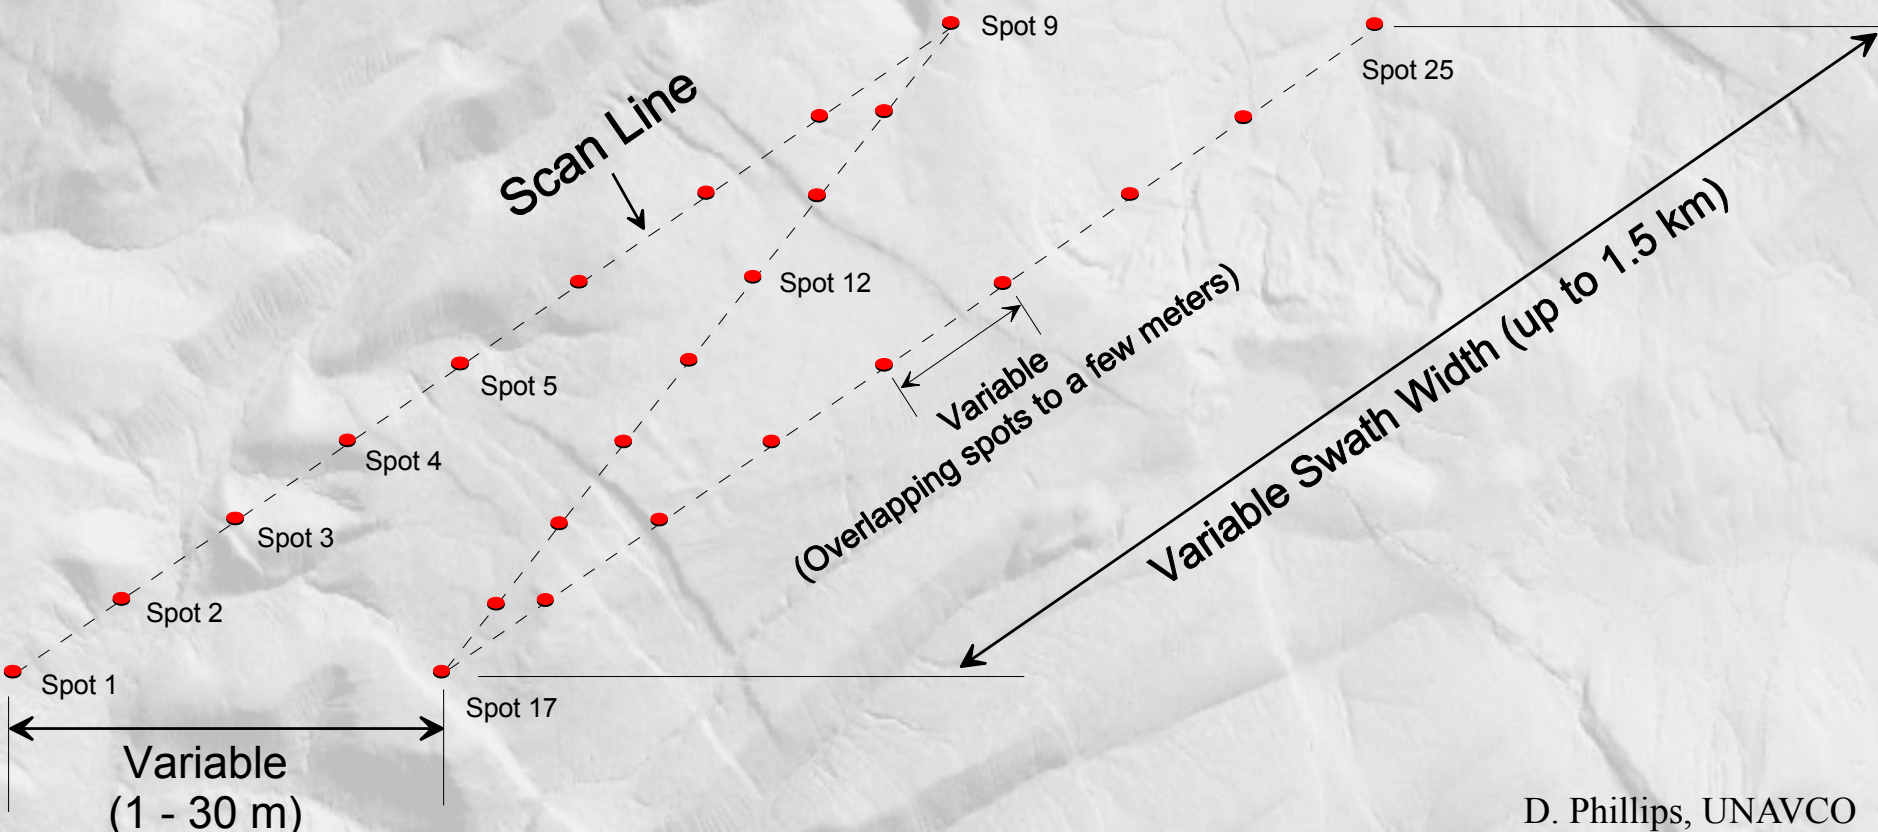 Spot 9
Spot 25
Scan Line
Spot 12
Spot 5
Variable
(Overlapping spots to a few meters)
Variable Swath Width (up to 1.5 km)
Spot 4
Spot 3
Spot 2
Spot 1
Spot 17
Variable
(1 - 30 m)
D. Phillips, UNAVCO